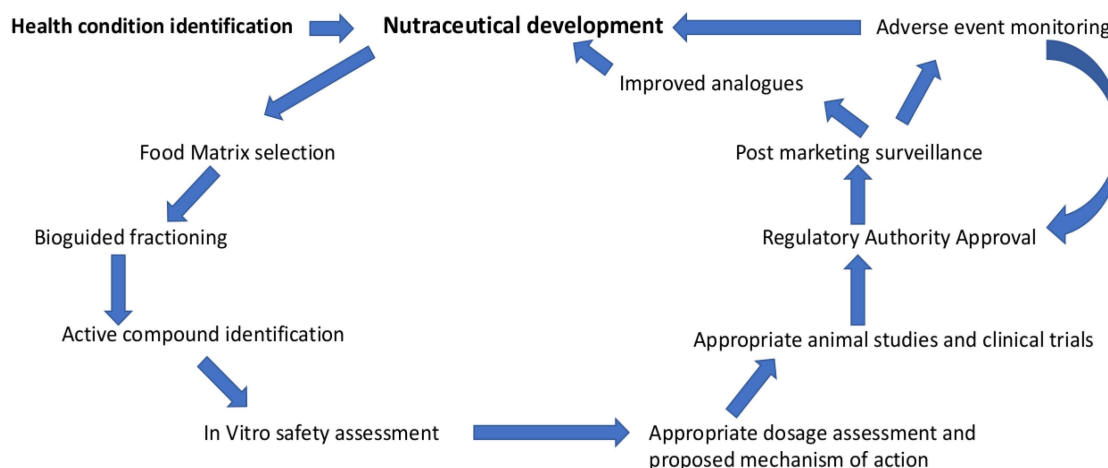 Health condition identification
Nutraceutical development
Adverse event monitoring
Improved analogues
Food Matrix selection
Post marketing surveillance
Bioguided fractioning
Regulatory Authority Approval
Active compound identification
Appropriate animal studies and clinical trials
In Vitro safety assessment
Appropriate dosage assessment and
proposed mechanism of action